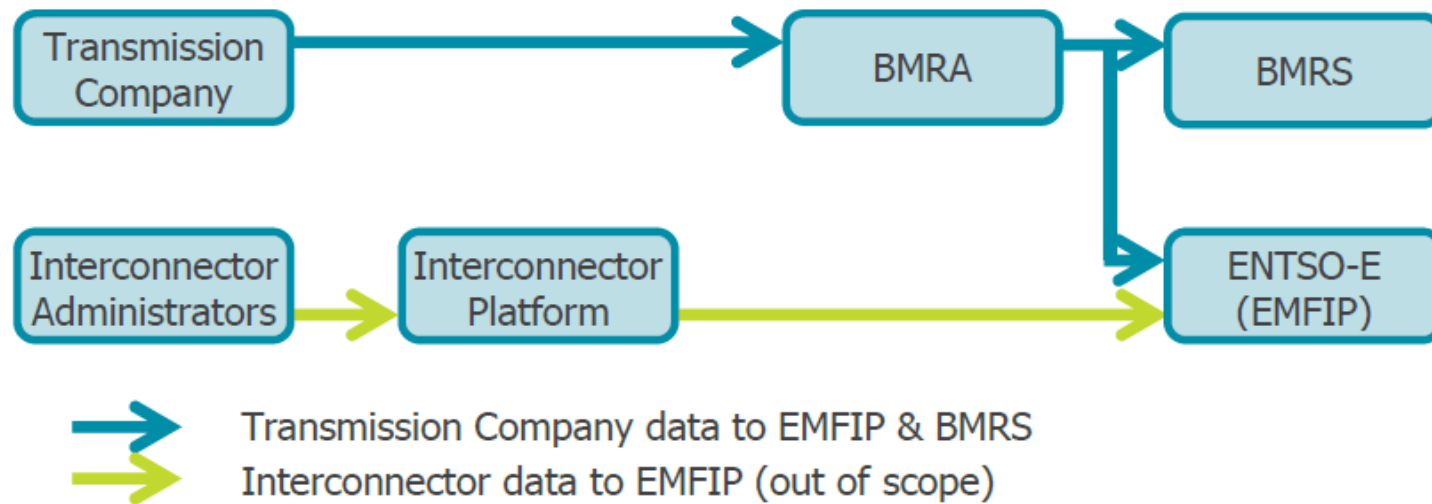 Transmission
Company
BMRA
BMRS
Interconnector
Administrators
Interconnector
Platform
ENTSO-E
(EMFIP)
Transmission Company data to EMFIP & BMRS
Interconnector data to EMFIP (out of scope)